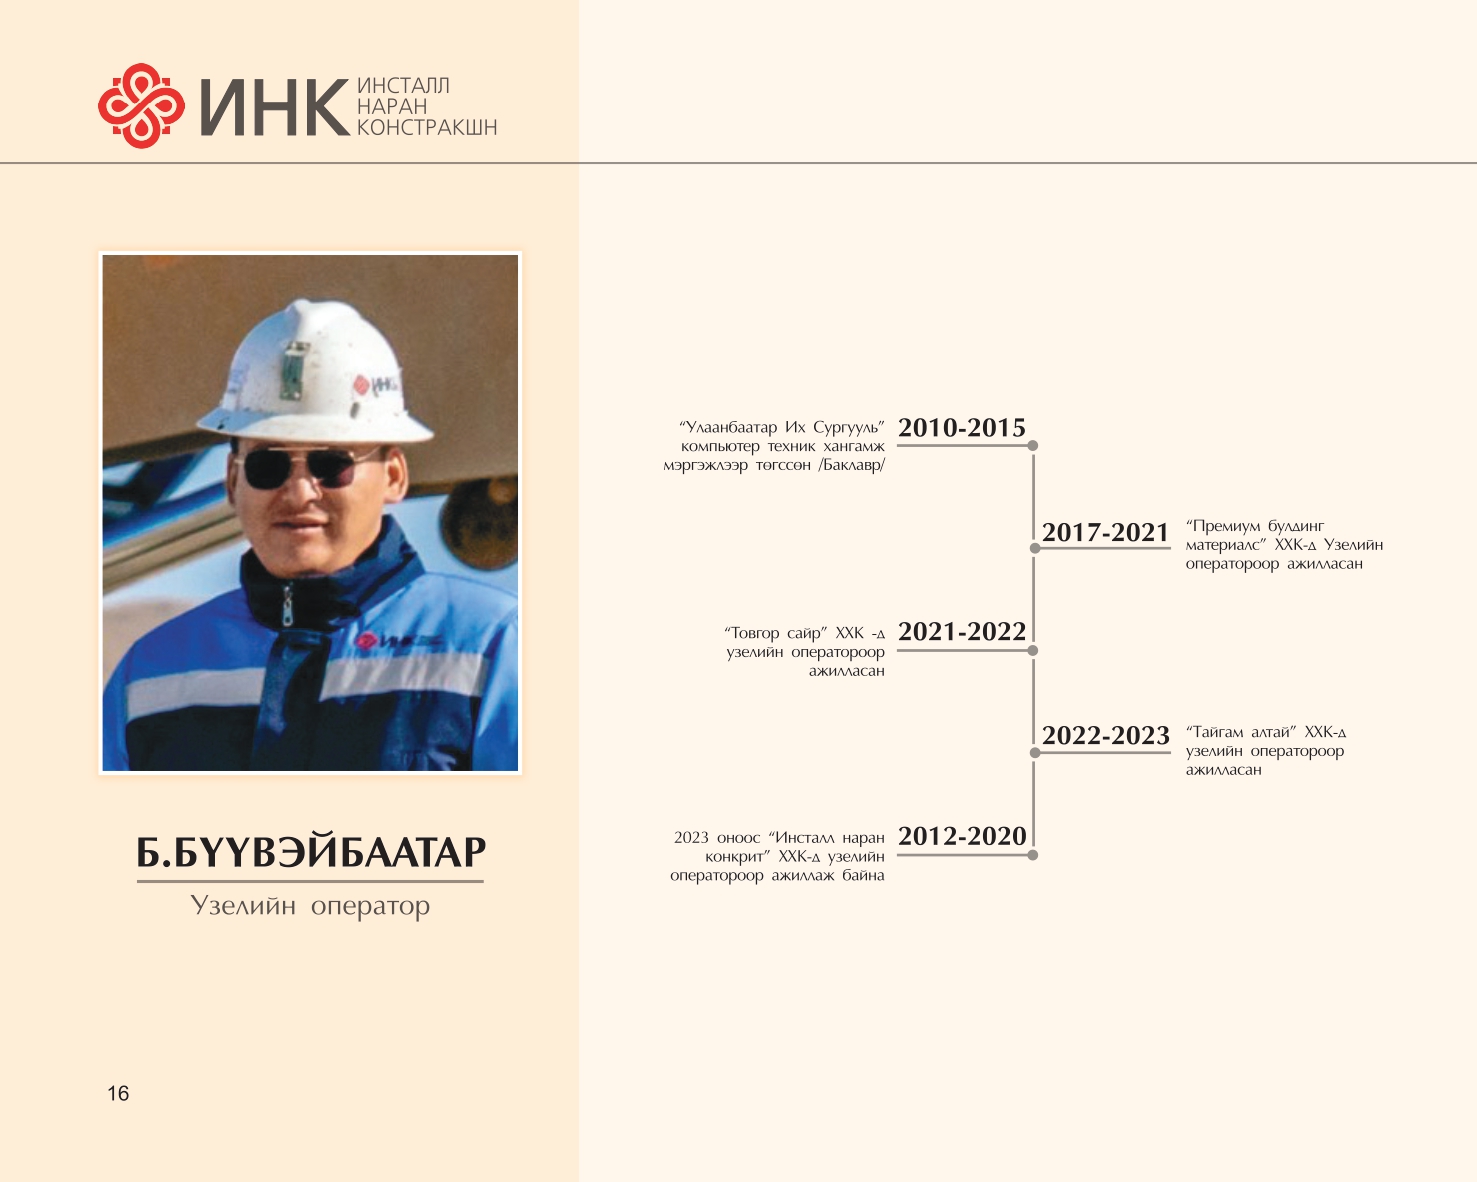 ИНК
ИНСТАЛЛ
НАРАН
КОНСТРАКШН
ИНК
ИНК
Б.БҮҮВЭЙБААТАР
Узелийн оператор
“Улаанбаатар Их Сургууль”
компьютер техник хангамж
мэргэжлээр төгссөн /Баклавр/
2010-2015
2017-2021
“Премиум булдинг
материалс” ХХК-д Узелийн
оператороор ажилласан
“Товгор сайр” ХХК -д
узелийн оператороор
ажилласан
2021-2022
2022-2023
“Тайгам алтай” ХХК-д
узелийн оператороор
ажилласан
2023 оноос “Инсталл наран
конкрит” ХХК-д узелийн
оператороор ажиллаж байна
2012-2020
16